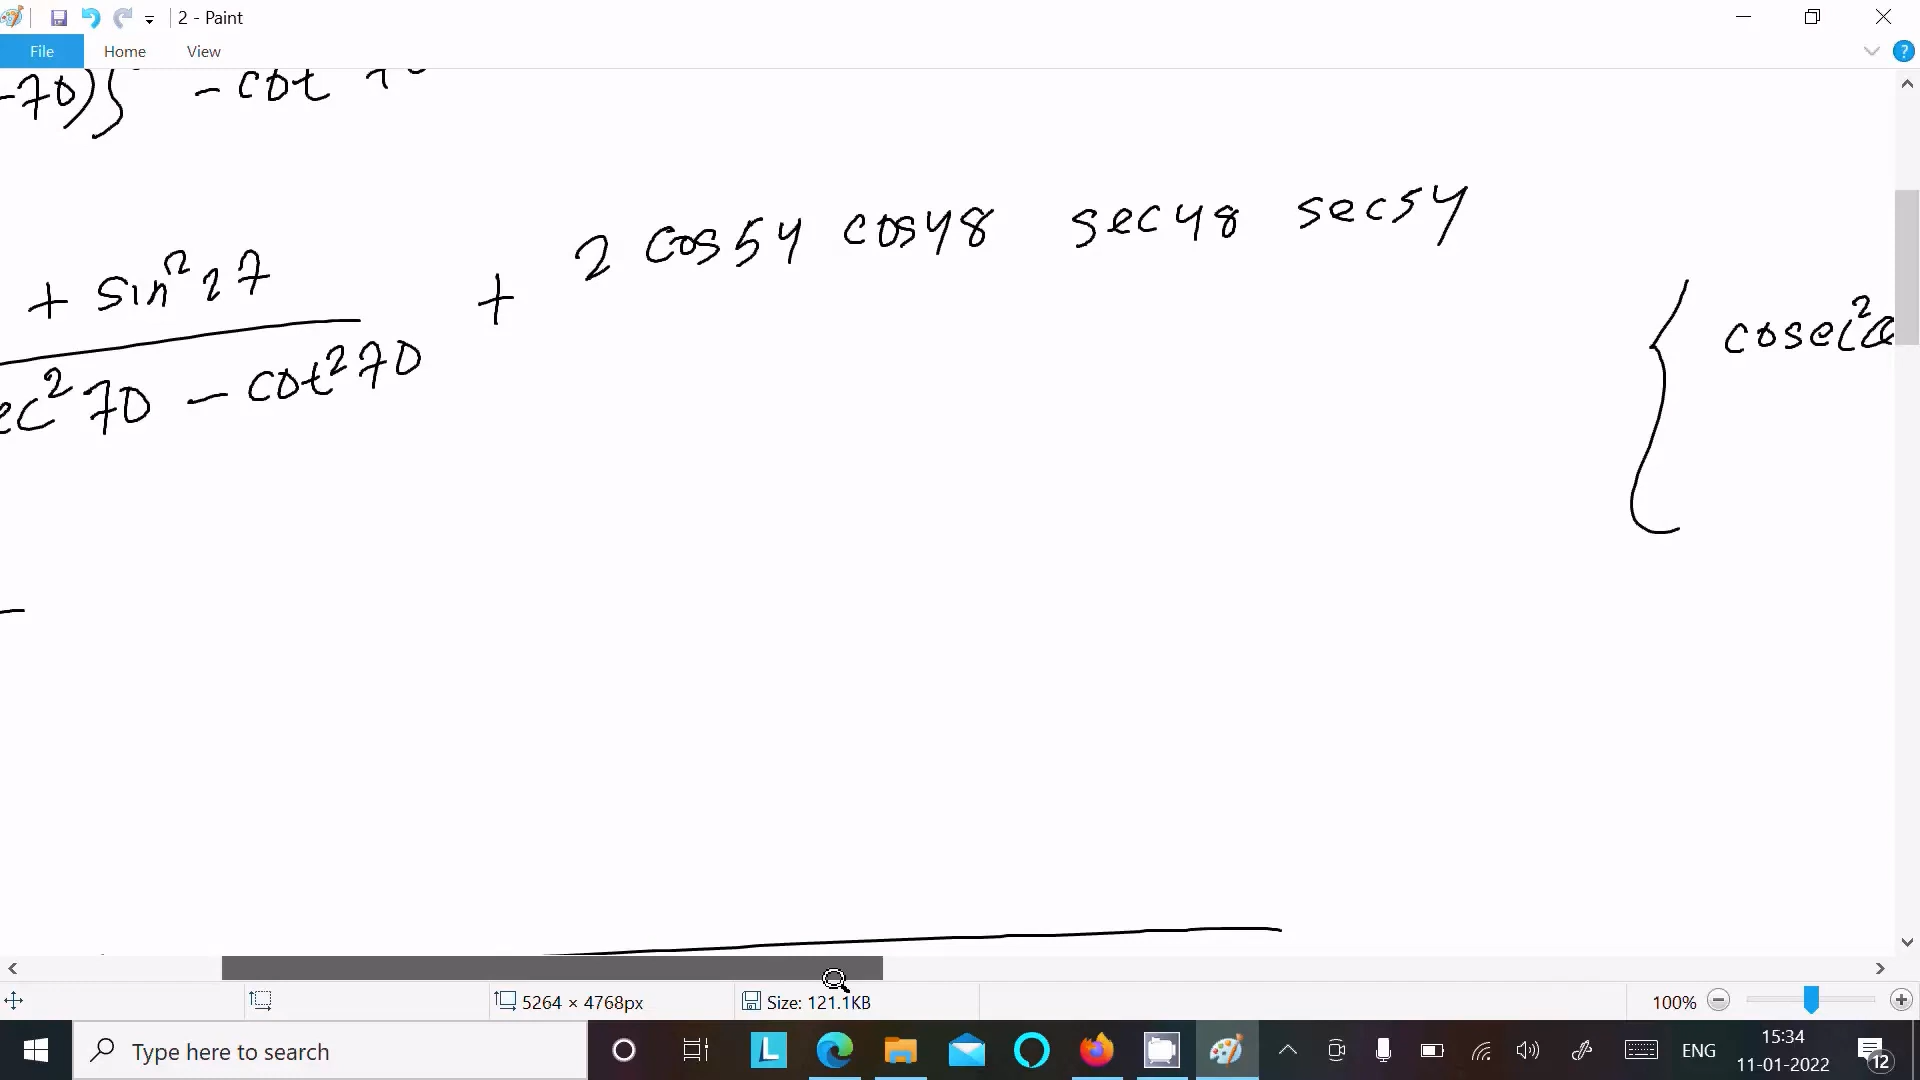 2 - Paint
File Home View
-70)} - cot
+ sin²27 + 2 cos54 cos48 sec48 sec54
ec²70 - cot²70
{ cosec²
5264 × 4768px Size: 121.1KB 100%
Type here to search
L
ENG
15:34
11-01-2022
12